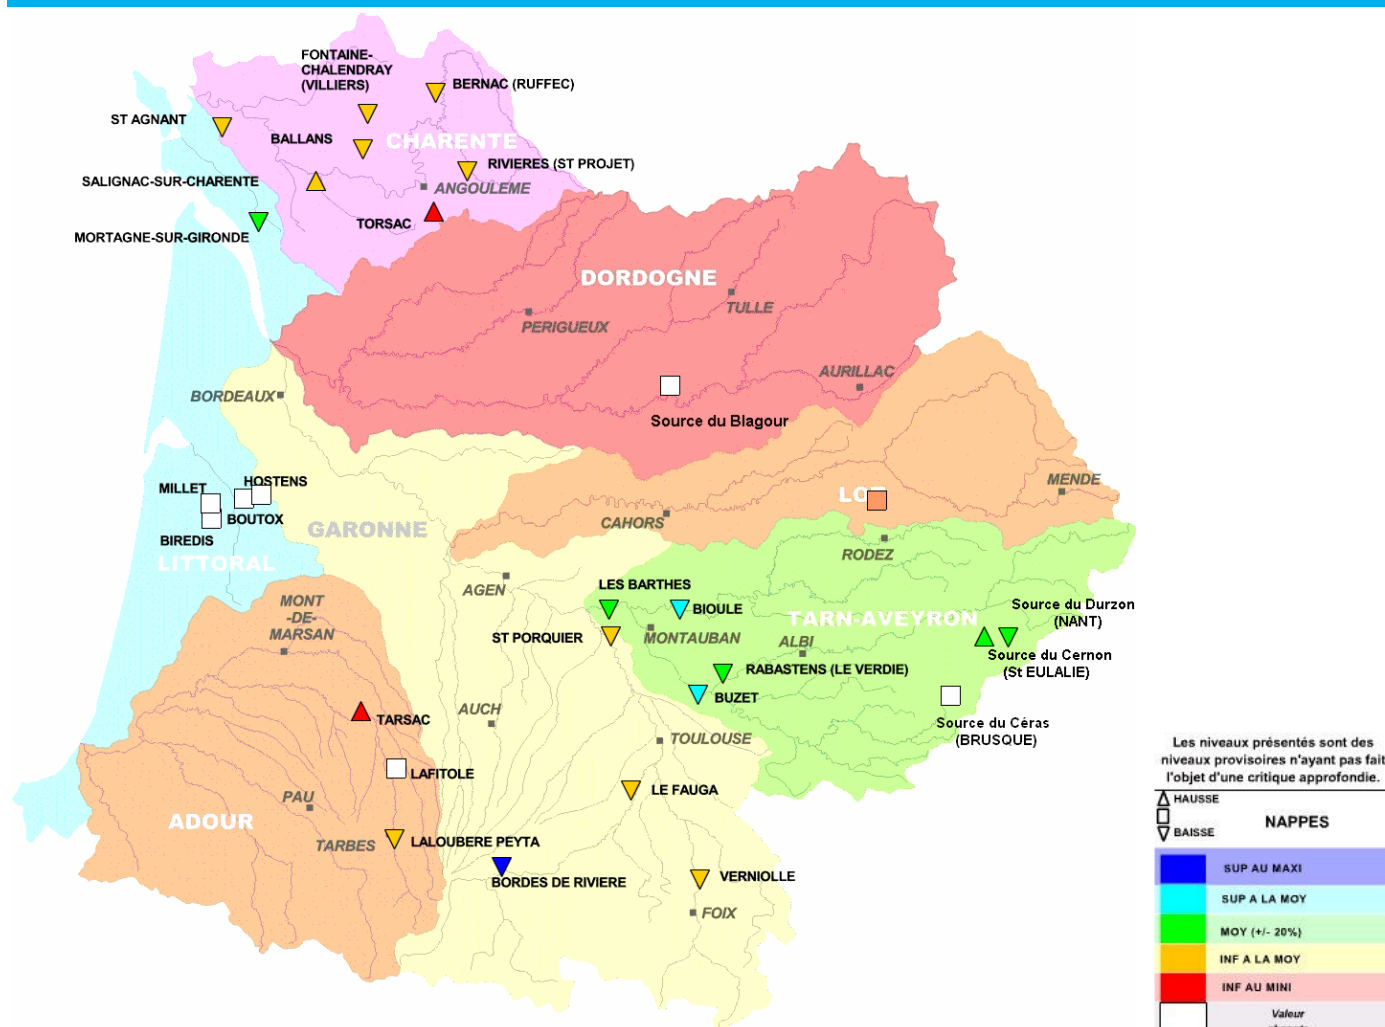 FONTAINE-
CHALENDRAY
(VILLIERS)
BERNAC (RUFFEC)
ST AGNANT
BALLANS
CHARENTE
RIVIERES (ST PROJET)
SALIGNAC-SUR-CHARENTE
ANGOULEME
TORSAC
MORTAGNE-SUR-GIRONDE
DORDOGNE
TULLE
PERIGUEUX
AURILLAC
BORDEAUX
Source du Blagour
MILLET
HOSTENS
BOUTOX
BIREDIS
LITTORAL
GARONNE
LOT
MENDE
CAHORS
RODEZ
AGEN
LES BARTHES
BIOULE
MONT
-DE-
MARSAN
ST PORQUIER
MONTAUBAN
TARN-AVEYRON
ALBI
Source du Durzon
(NANT)
Source du Cernon
(St EULALIE)
RABASTENS (LE VERDIE)
BUZET
Source du Céras
(BRUSQUE)
TARSAC
AUCH
TOULOUSE
LAFITOLE
LE FAUGA
PAU
ADOUR
TARBES
LALOUBERE PEYTA
BORDES DE RIVIERE
VERNIOLLE
FOIX
Les niveaux présentés sont des
niveaux provisoires n'ayant pas fait
l'objet d'une critique approfondie.
HAUSSE
NAPPES
BAISSE
SUP AU MAXI
SUP A LA MOY
MOY (+/- 20%)
INF A LA MOY
INF AU MINI
Valeur